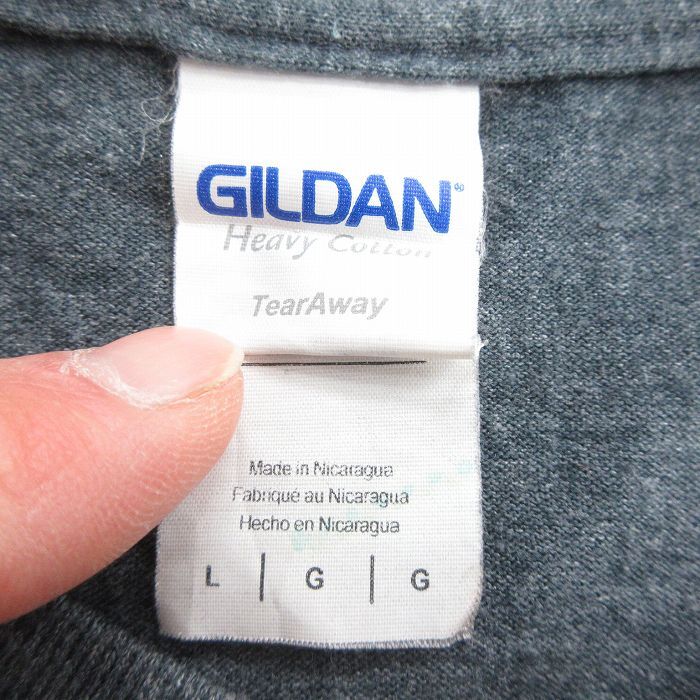 GILDAN®
Heavy Cotton
TearAway
Made in Nicaragua
Fabriqué au Nicaragua
Hecho en Nicaragua
L | G | G